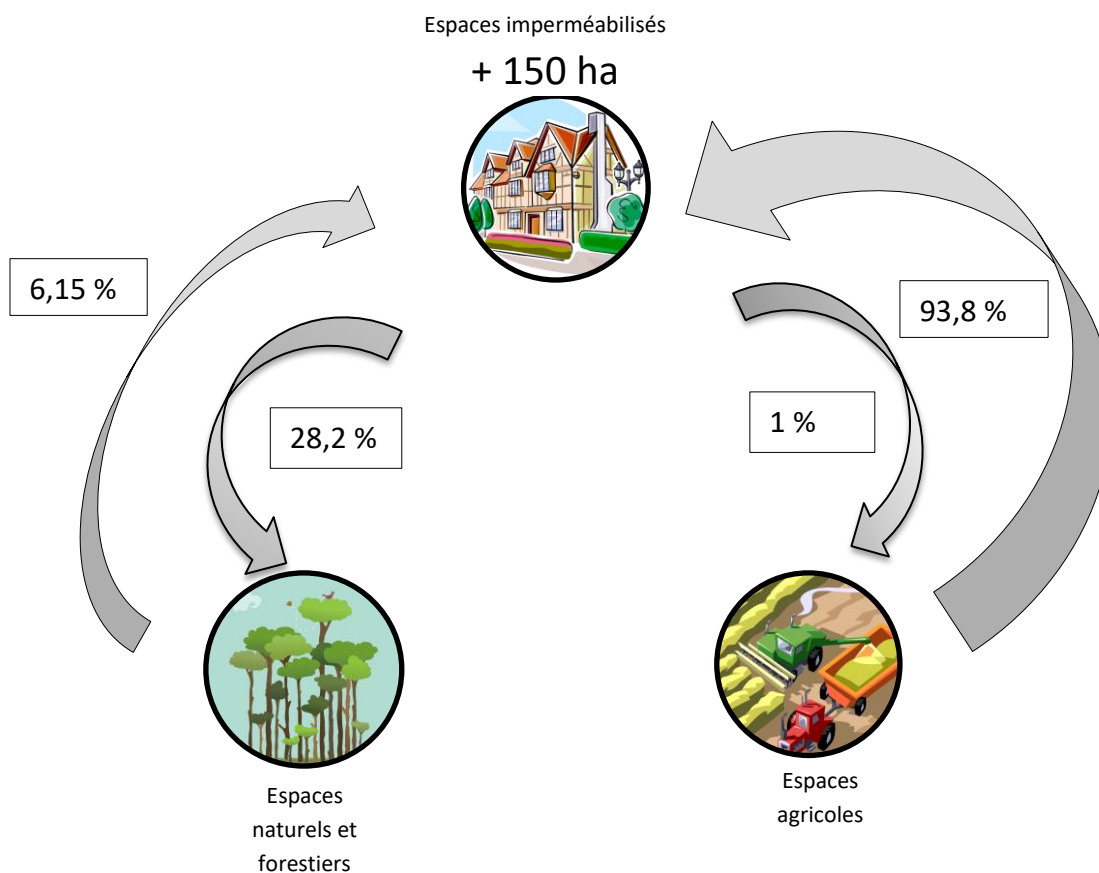 Espaces imperméabilisés
+ 150 ha
6,15 %
93,8 %
28,2 %
1 %
Espaces
naturels et
forestiers
Espaces
agricoles